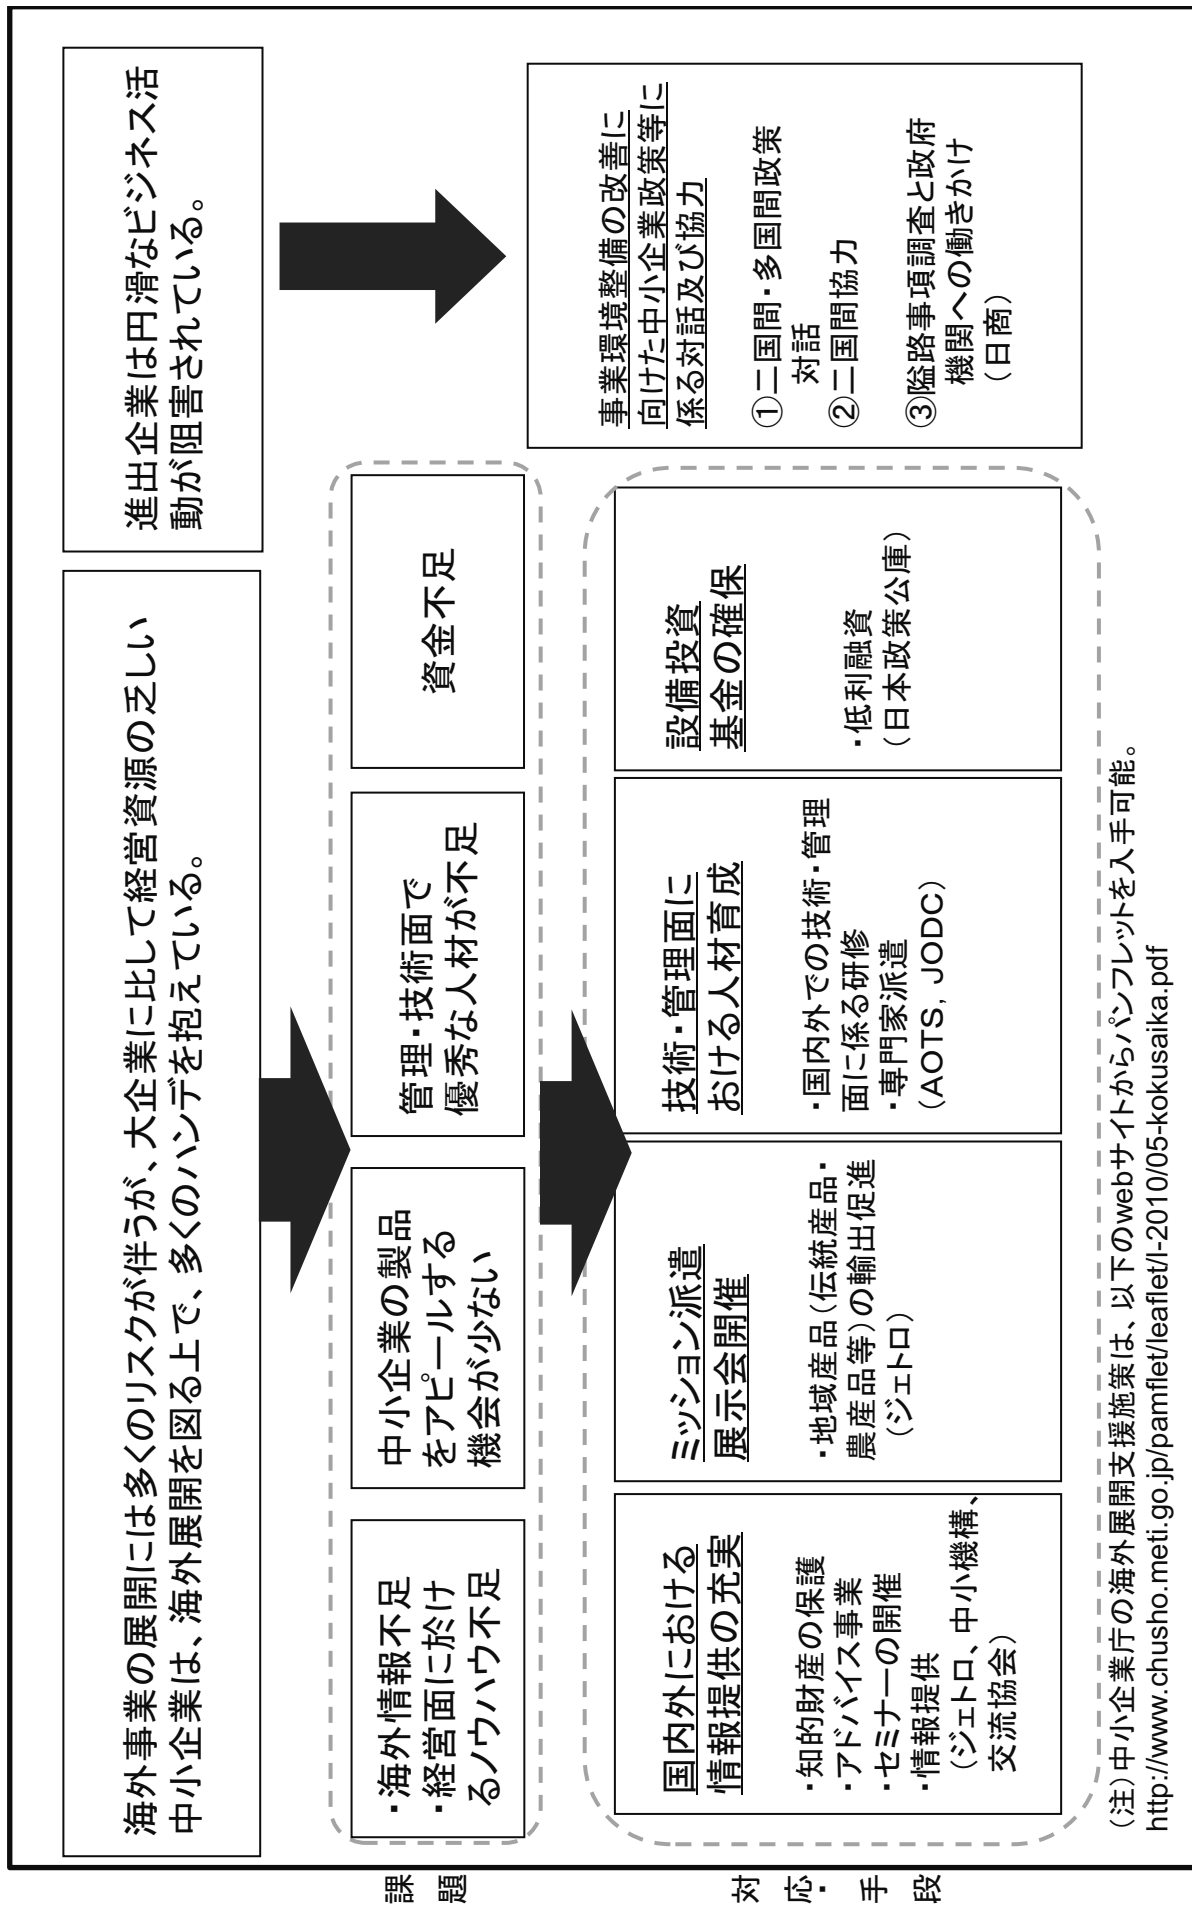 海外事業の展開には多くのリスクが伴うが、大企業に比して経営資源の乏しい
中小企業は、海外展開を図る上で、多くのハンデを抱えている。
進出企業は円滑なビジネス活
動が阻害されている。
課題
・海外情報不足
・経営面に於け
るノウハウ不足
中小企業の製品
をアピールする
機会が少ない
管理・技術面で
優秀な人材が不足
資金不足
対応・手段
国内外における
情報提供の充実
・知的財産の保護
・アドバイス事業
・セミナーの開催
・情報提供
（ジェトロ、中小機構、
交流協会）
ミッション派遣
展示会開催
・地域産品（伝統産品・
農産品等）の輸出促進
（ジェトロ）
技術・管理面に
おける人材育成
・国内外での技術・管理
面に係る研修
・専門家派遣
（AOTS, JODC）
設備投資
基金の確保
・低利融資
（日本政策公庫）
事業環境整備の改善に
向けた中小企業政策等に
係る対話及び協力
①二国間・多国間政策
対話
②二国間協力
③隘路事項調査と政府
機関への働きかけ
（日商）
（注）中小企業庁の海外展開支援施策は、以下のwebサイトからパンフレットを入手可能。
http://www.chusho.meti.go.jp/pamflet/leaflet/l-2010/05-kokusaika.pdf